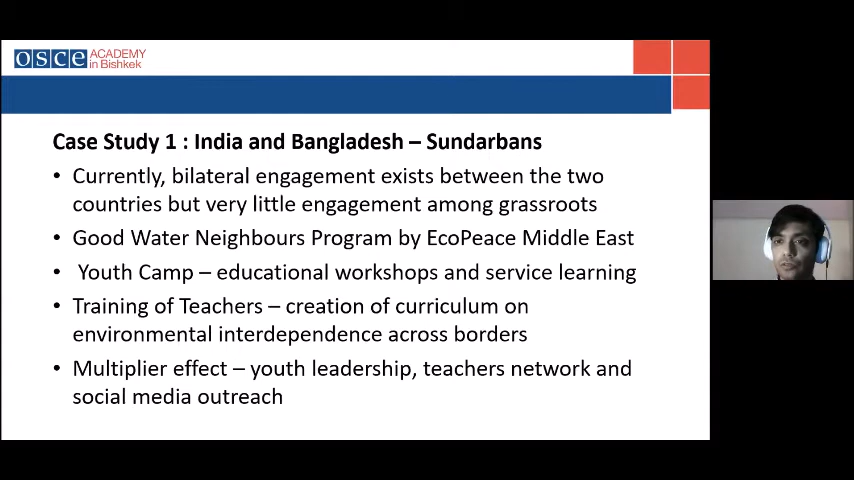 osce ACADEMY
in Bishkek
Case Study 1 : India and Bangladesh – Sundarbans
• Currently, bilateral engagement exists between the two
countries but very little engagement among grassroots
• Good Water Neighbours Program by EcoPeace Middle East
• Youth Camp – educational workshops and service learning
• Training of Teachers – creation of curriculum on
environmental interdependence across borders
• Multiplier effect – youth leadership, teachers network and
social media outreach